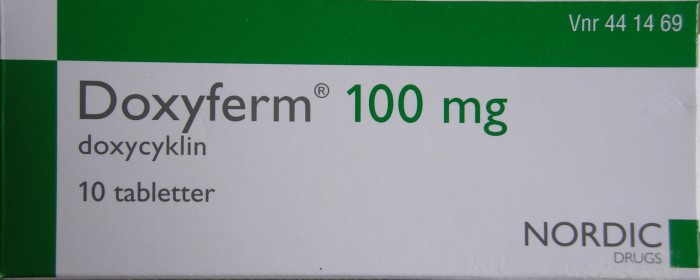 Vnr 44 14 69
Doxyferm® 100 mg
doxycyklin
10 tabletter
NORDIC
DRUGS